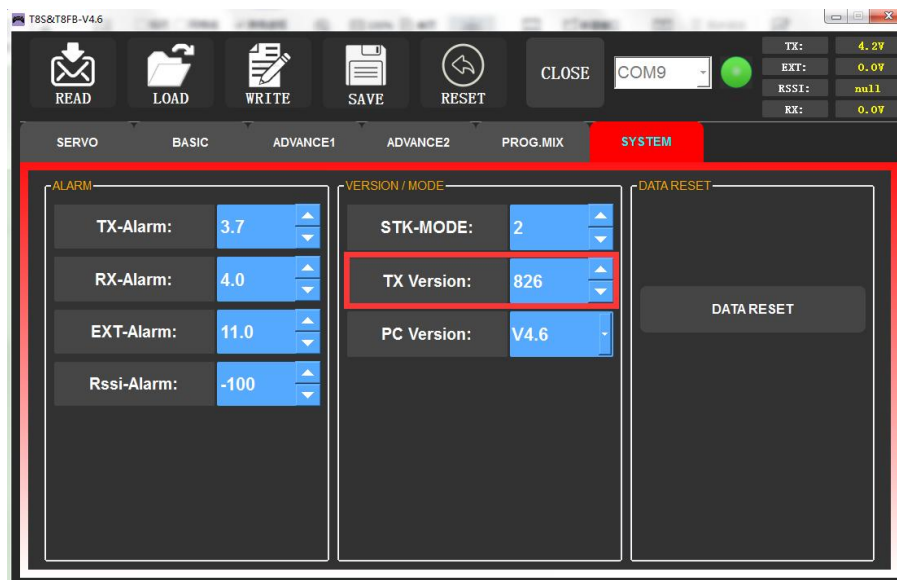 T8S&T8FB-V4.6
READ LOAD WRITE SAVE RESET CLOSE COM9
TX: 4.2V
EXT: 0.0V
RSSI: null
RX: 0.0V
SERVO BASIC ADVANCE1 ADVANCE2 PROG.MIX SYSTEM
ALARM
TX-Alarm: 3.7
RX-Alarm: 4.0
EXT-Alarm: 11.0
Rssi-Alarm: -100
VERSION / MODE
STK-MODE: 2
TX Version: 826
PC Version: V4.6
DATA RESET
DATA RESET